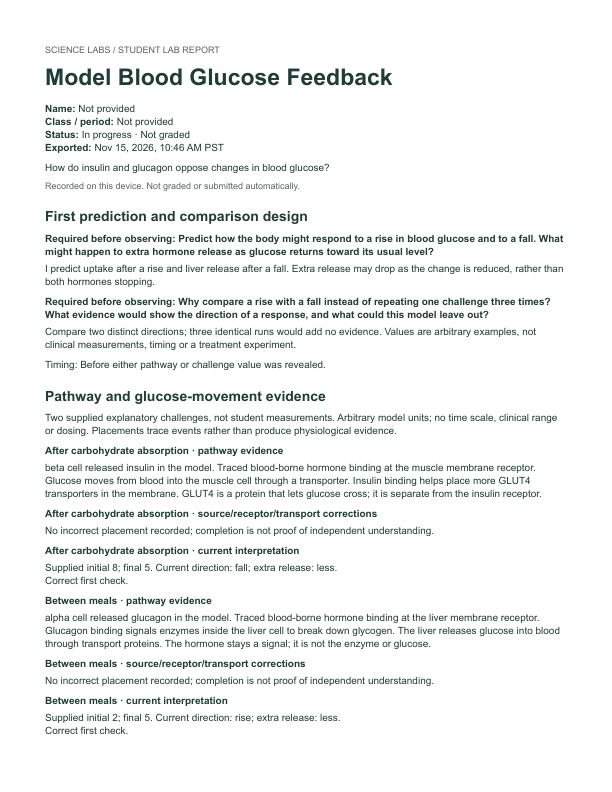 SCIENCE LABS / STUDENT LAB REPORT
Model Blood Glucose Feedback
Name: Not provided
Class / period: Not provided
Status: In progress · Not graded
Exported: Nov 15, 2026, 10:46 AM PST
How do insulin and glucagon oppose changes in blood glucose?
Recorded on this device. Not graded or submitted automatically.
First prediction and comparison design
Required before observing: Predict how the body might respond to a rise in blood glucose and to a fall. What
might happen to extra hormone release as glucose returns toward its usual level?
I predict uptake after a rise and liver release after a fall. Extra release may drop as the change is reduced, rather than
both hormones stopping.
Required before observing: Why compare a rise with a fall instead of repeating one challenge three times?
What evidence would show the direction of a response, and what could this model leave out?
Compare two distinct directions; three identical runs would add no evidence. Values are arbitrary examples, not
clinical measurements, timing or a treatment experiment.
Timing: Before either pathway or challenge value was revealed.
Pathway and glucose-movement evidence
Two supplied explanatory challenges, not student measurements. Arbitrary model units; no time scale, clinical range
or dosing. Placements trace events rather than produce physiological evidence.
After carbohydrate absorption · pathway evidence
beta cell released insulin in the model. Traced blood-borne hormone binding at the muscle membrane receptor.
Glucose moves from blood into the muscle cell through a transporter. Insulin binding helps place more GLUT4
transporters in the membrane. GLUT4 is a protein that lets glucose cross; it is separate from the insulin receptor.
After carbohydrate absorption · source/receptor/transport corrections
No incorrect placement recorded; completion is not proof of independent understanding.
After carbohydrate absorption · current interpretation
Supplied initial 8; final 5. Current direction: fall; extra release: less.
Correct first check.
Between meals · pathway evidence
alpha cell released glucagon in the model. Traced blood-borne hormone binding at the liver membrane receptor.
Glucagon binding signals enzymes inside the liver cell to break down glycogen. The liver releases glucose into blood
through transport proteins. The hormone stays a signal; it is not the enzyme or glucose.
Between meals · source/receptor/transport corrections
No incorrect placement recorded; completion is not proof of independent understanding.
Between meals · current interpretation
Supplied initial 2; final 5. Current direction: rise; extra release: less.
Correct first check.